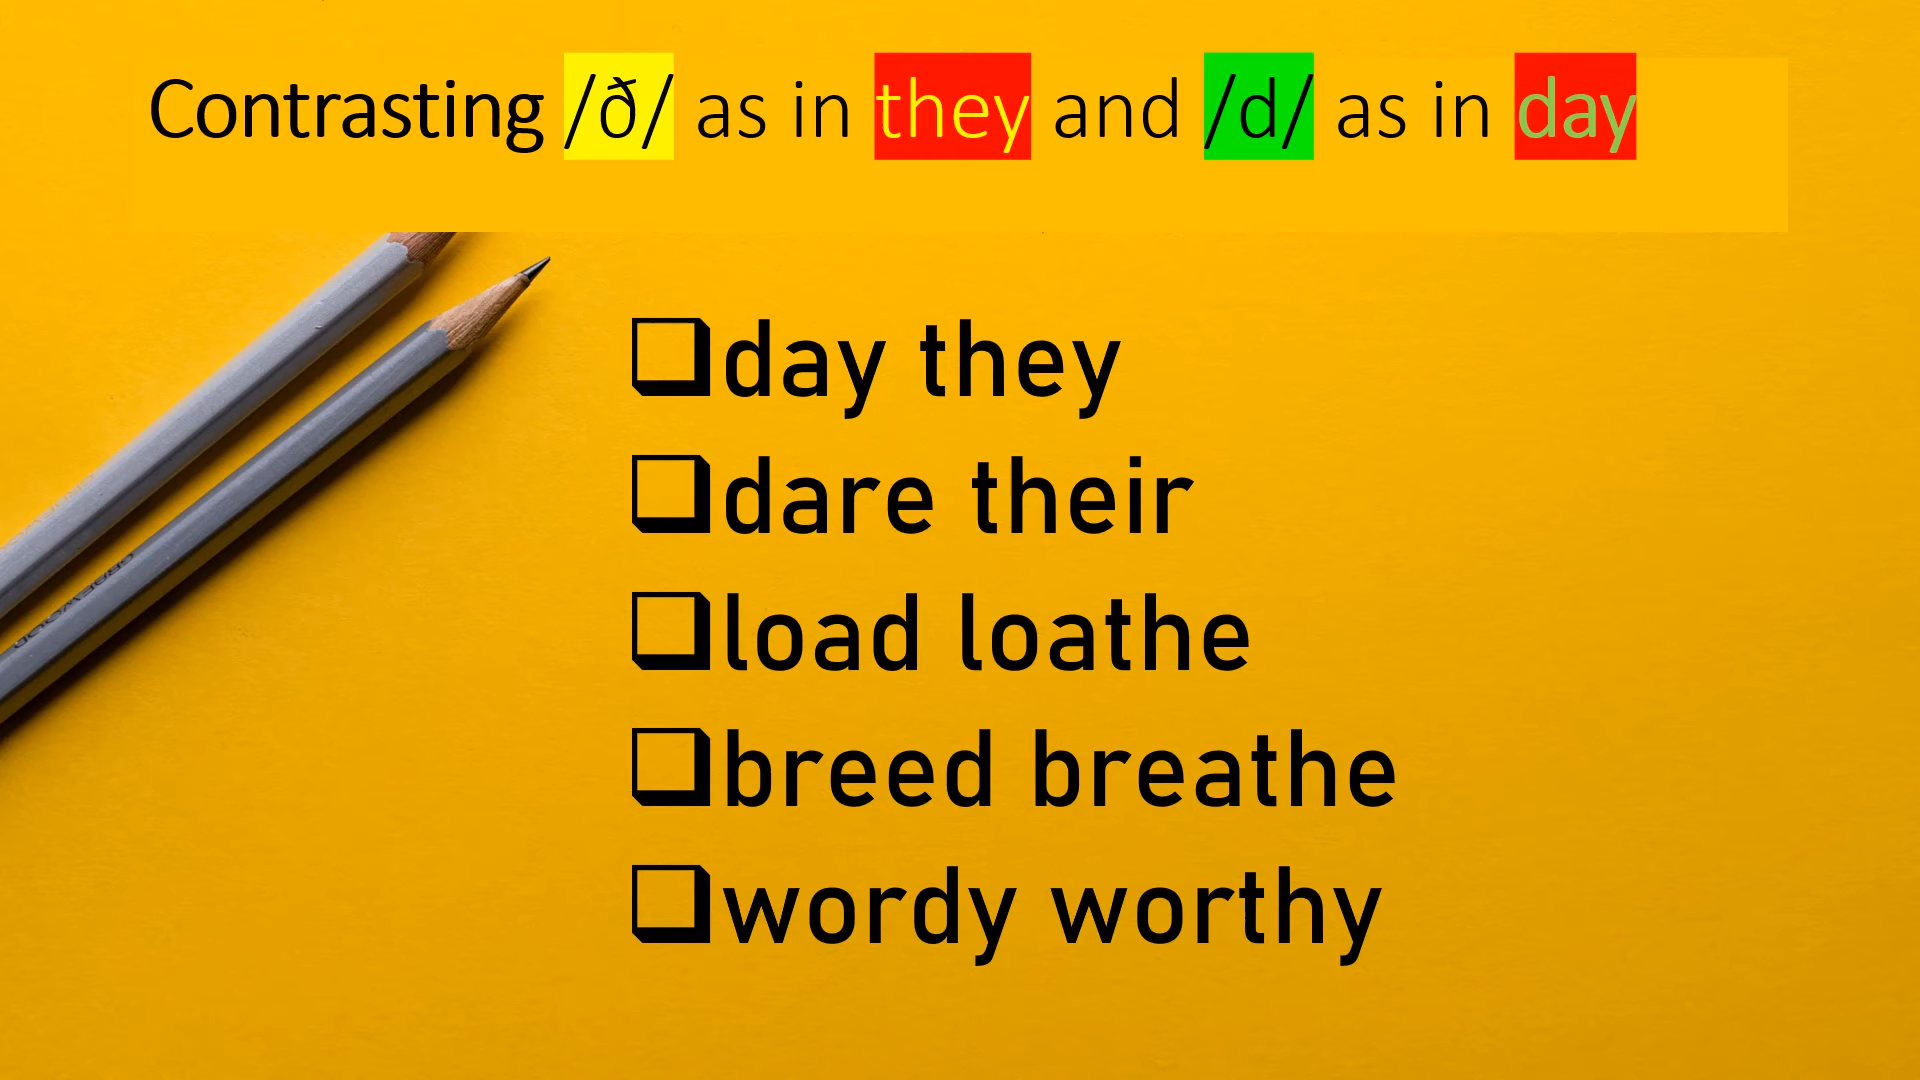 Contrasting /ð/ as in they and /d/ as in day
❑day they
❑dare their
❑load loathe
❑breed breathe
❑wordy worthy